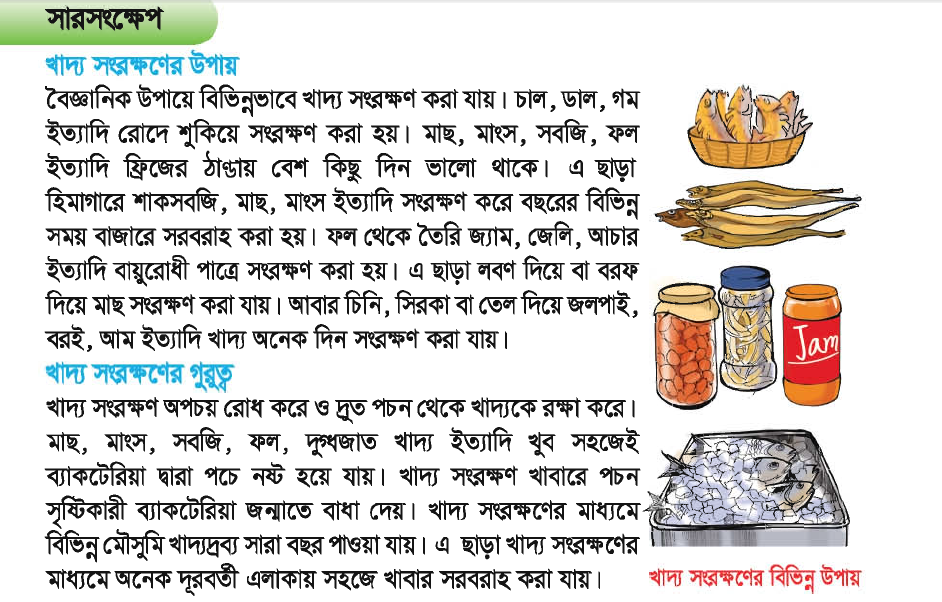 সারসংক্ষেপ
খাদ্য সংরক্ষণের উপায়
বৈজ্ঞানিক উপায়ে বিভিন্নভাবে খাদ্য সংরক্ষণ করা যায়। চাল, ডাল, গম
ইত্যাদি রোদে শুকিয়ে সংরক্ষণ করা হয়। মাছ, মাংস, সবজি, ফল
ইত্যাদি ফ্রিজের ঠাণ্ডায় বেশ কিছু দিন ভালো থাকে। এ ছাড়া
হিমাগারে শাকসবজি, মাছ, মাংস ইত্যাদি সংরক্ষণ করে বছরের বিভিন্ন
সময় বাজারে সরবরাহ করা হয়। ফল থেকে তৈরি জ্যাম, জেলি, আচার
ইত্যাদি বায়ুরোধী পাত্রে সংরক্ষণ করা হয়। এ ছাড়া লবণ দিয়ে বা বরফ
দিয়ে মাছ সংরক্ষণ করা যায়। আবার চিনি, সিরকা বা তেল দিয়ে জলপাই,
বরই, আম ইত্যাদি খাদ্য অনেক দিন সংরক্ষণ করা যায়।
খাদ্য সংরক্ষণের গুরুত্ব
খাদ্য সংরক্ষণ অপচয় রোধ করে ও দ্রুত পচন থেকে খাদ্যকে রক্ষা করে।
মাছ, মাংস, সবজি, ফল, দুগ্ধজাত খাদ্য ইত্যাদি খুব সহজেই
ব্যাকটেরিয়া দ্বারা পচে নষ্ট হয়ে যায়। খাদ্য সংরক্ষণ খাবারে পচন
সৃষ্টিকারী ব্যাকটেরিয়া জন্মাতে বাধা দেয়। খাদ্য সংরক্ষণের মাধ্যমে
বিভিন্ন মৌসুমি খাদ্যদ্রব্য সারা বছর পাওয়া যায়। এ ছাড়া খাদ্য সংরক্ষণের
মাধ্যমে অনেক দূরবর্তী এলাকায় সহজে খাবার সরবরাহ করা যায়।
Jam
খাদ্য সংরক্ষণের বিভিন্ন উপায়